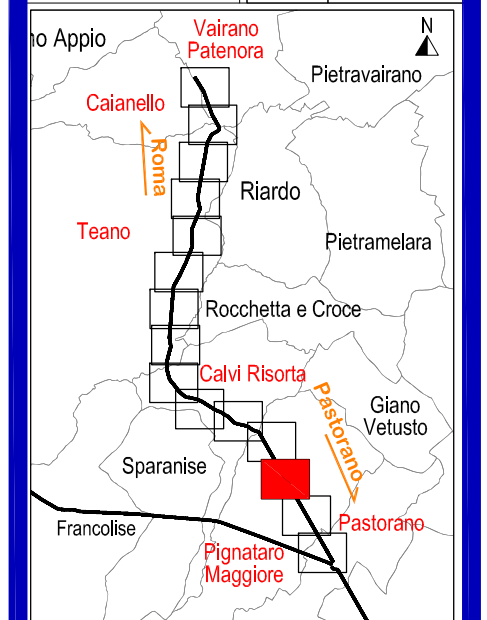 N
Vairano
Patenora
no Appio
Pietravairano
Caianello
Roma
Riardo
Teano
Pietramelara
Rocchetta e Croce
Calvi Risorta
Pastorano
Giano
Vetusto
Sparanise
Francolise
Pastorano
Pignataro
Maggiore